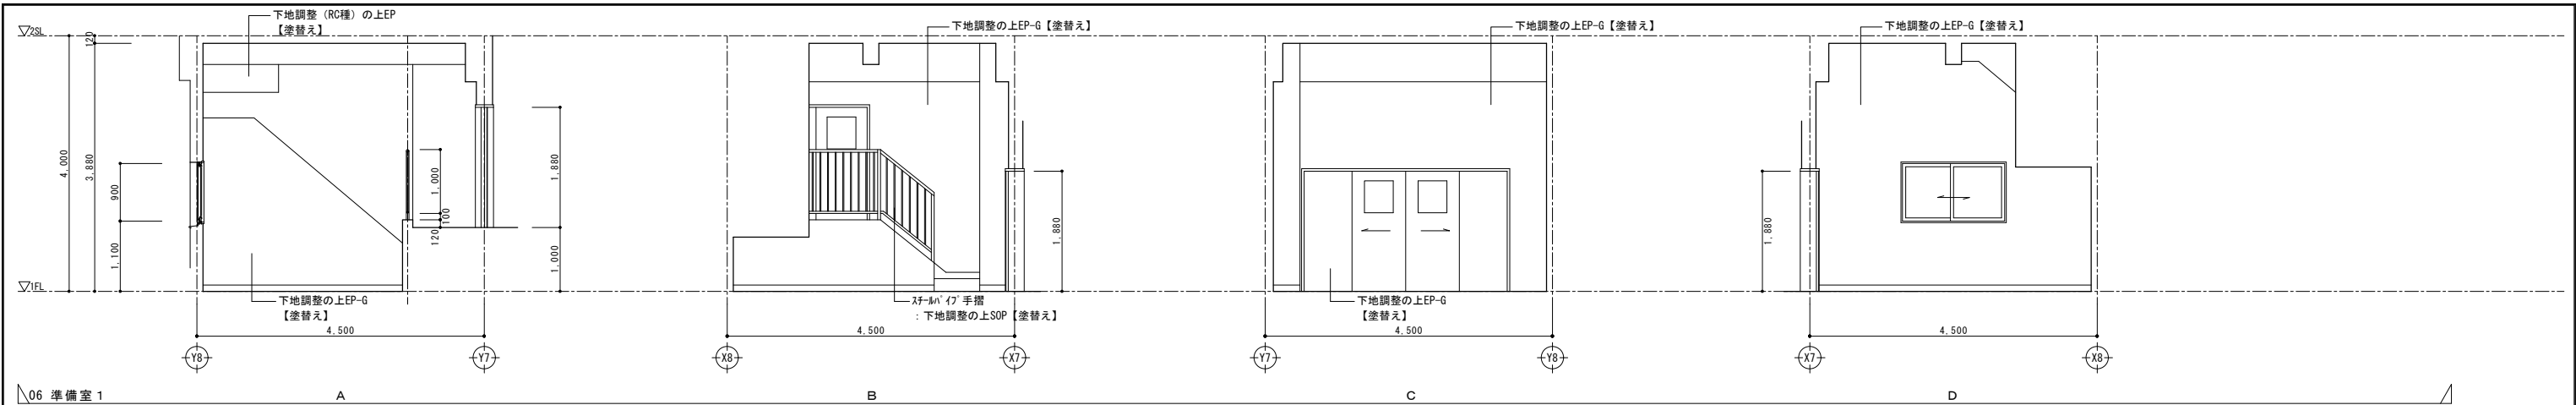 下地調整（RC種）の上EP
【塗替え】
下地調整の上EP-G【塗替え】
下地調整の上EP-G【塗替え】
下地調整の上EP-G【塗替え】
2SL
120
4,000
3,880
900
1,100
1,000
100
120
1,880
1,000
1,880
1,880
1FL
下地調整の上EP-G
【塗替え】
ｽﾁｰﾙﾊﾟｲﾌﾟ手摺
：下地調整の上SOP【塗替え】
下地調整の上EP-G
【塗替え】
4,500
4,500
4,500
4,500
Y8
Y7
X8
X7
Y7
Y8
X7
X8
06 準備室１
A
B
C
D